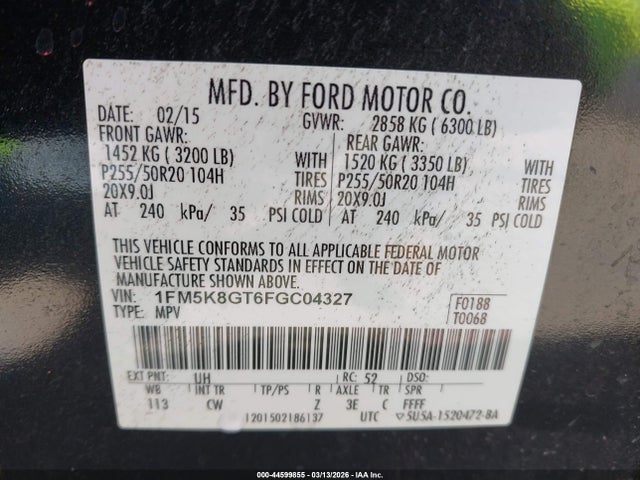 MFD. BY FORD MOTOR CO.
DATE: 02/15 GVWR: 2858 KG ( 6300 LB)
FRONT GAWR: REAR GAWR:
1452 KG ( 3200 LB) WITH 1520 KG ( 3350 LB) WITH
P255/50R20 104H TIRES P255/50R20 104H TIRES
20X9.0J RIMS 20X9.0J RIMS
AT 240 kPa/ 35 PSI COLD AT 240 kPa/ 35 PSI COLD
THIS VEHICLE CONFORMS TO ALL APPLICABLE FEDERAL MOTOR
VEHICLE SAFETY STANDARDS IN EFFECT ON THE DATE OF
MANUFACTURE SHOWN ABOVE.
VIN: 1FM5K8GT6FGC04327 F0188
TYPE: MPV T0068
EXT PNT: UH RC: 52 DSO:
WB INT TR TP/PS R AXLE TR SPR
113 CW Z 3E C FFFF
1201502186137 UTC ▽5U5A-1520472-BA
000-44599855 - 03/13/2026 - IAA Inc.